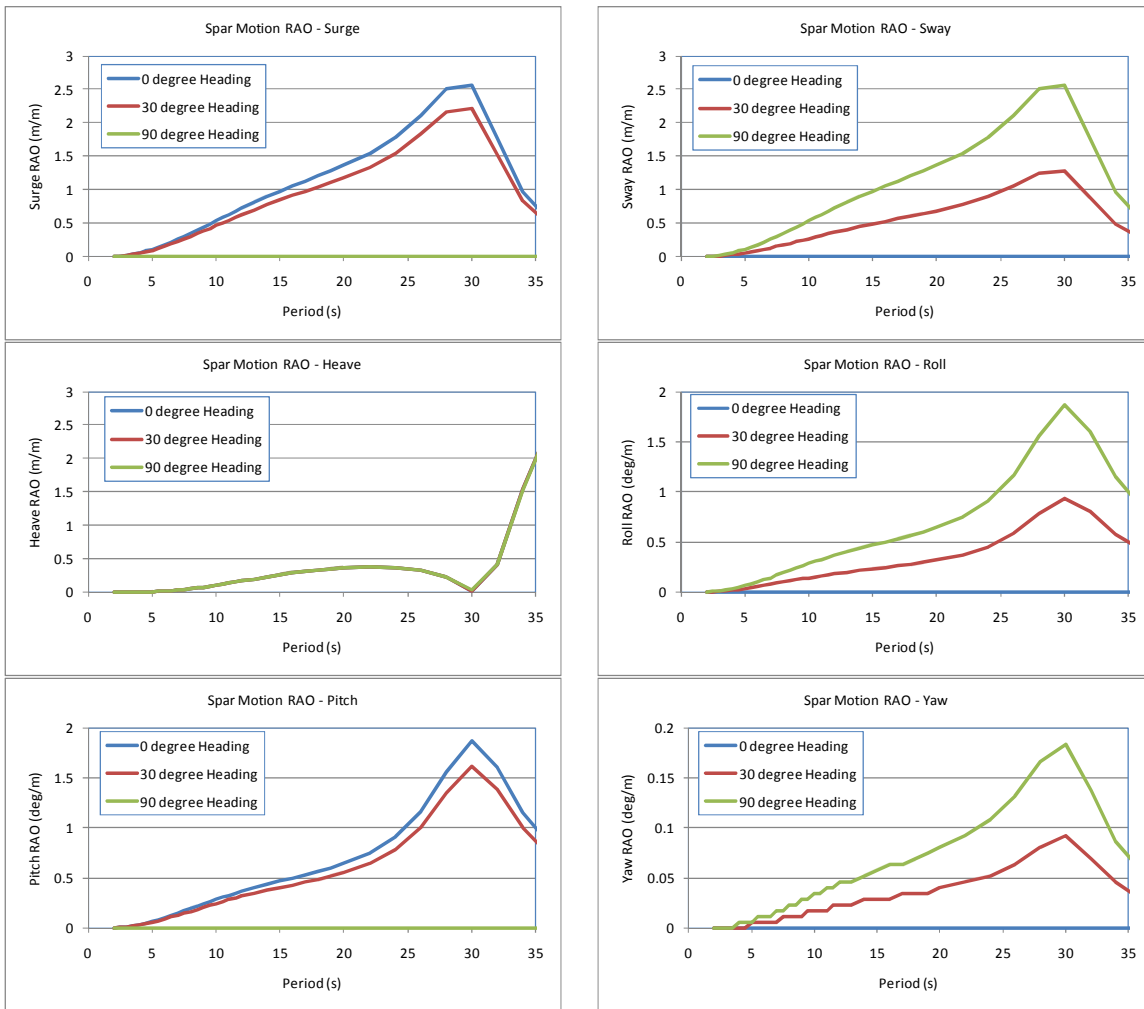 Spar Motion RAO - Surge
Surge RAO (m/m)
3
2.5
2
1.5
1
0.5
0
0 degree Heading
30 degree Heading
90 degree Heading
0 5 10 15 20 25 30 35
Period (s)
Spar Motion RAO - Sway
Sway RAO (m/m)
3
2.5
2
1.5
1
0.5
0
0 degree Heading
30 degree Heading
90 degree Heading
0 5 10 15 20 25 30 35
Period (s)
Spar Motion RAO - Heave
Heave RAO (m/m)
3
2.5
2
1.5
1
0.5
0
0 degree Heading
30 degree Heading
90 degree Heading
0 5 10 15 20 25 30 35
Period (s)
Spar Motion RAO - Roll
Roll RAO (deg/m)
2
1.5
1
0.5
0
0 degree Heading
30 degree Heading
90 degree Heading
0 5 10 15 20 25 30 35
Period (s)
Spar Motion RAO - Pitch
Pitch RAO (deg/m)
2
1.5
1
0.5
0
0 degree Heading
30 degree Heading
90 degree Heading
0 5 10 15 20 25 30 35
Period (s)
Spar Motion RAO - Yaw
Yaw RAO (deg/m)
0.2
0.15
0.1
0.05
0
0 degree Heading
30 degree Heading
90 degree Heading
0 5 10 15 20 25 30 35
Period (s)